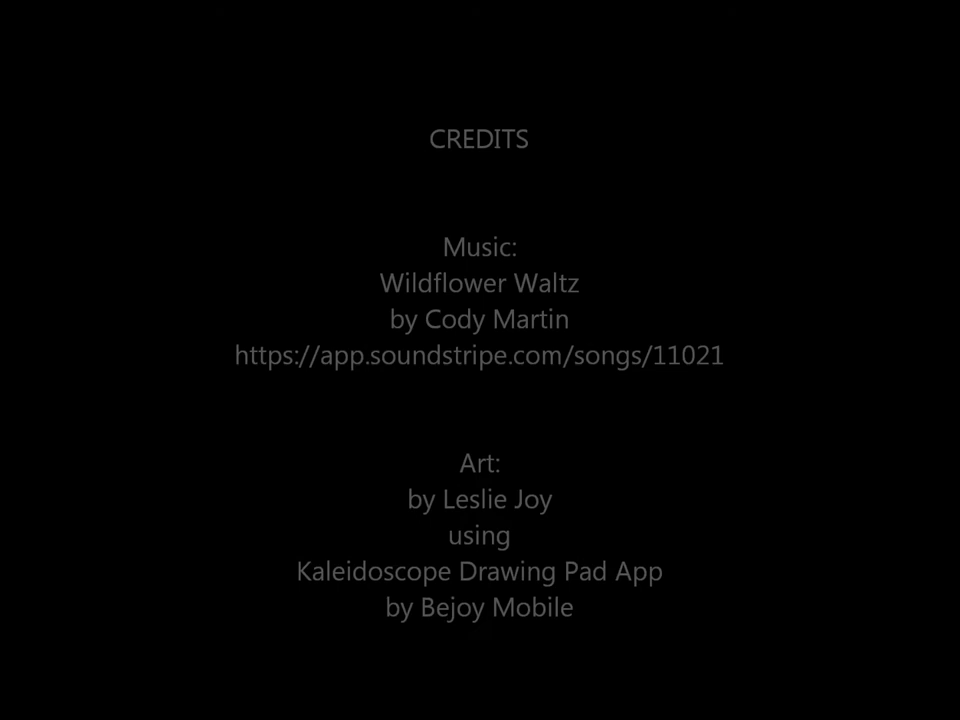 CREDITS
Music:
Wildflower Waltz
by Cody Martin
https://app.soundstripe.com/songs/11021
Art:
by Leslie Joy
using
Kaleidoscope Drawing Pad App
by Bejoy Mobile